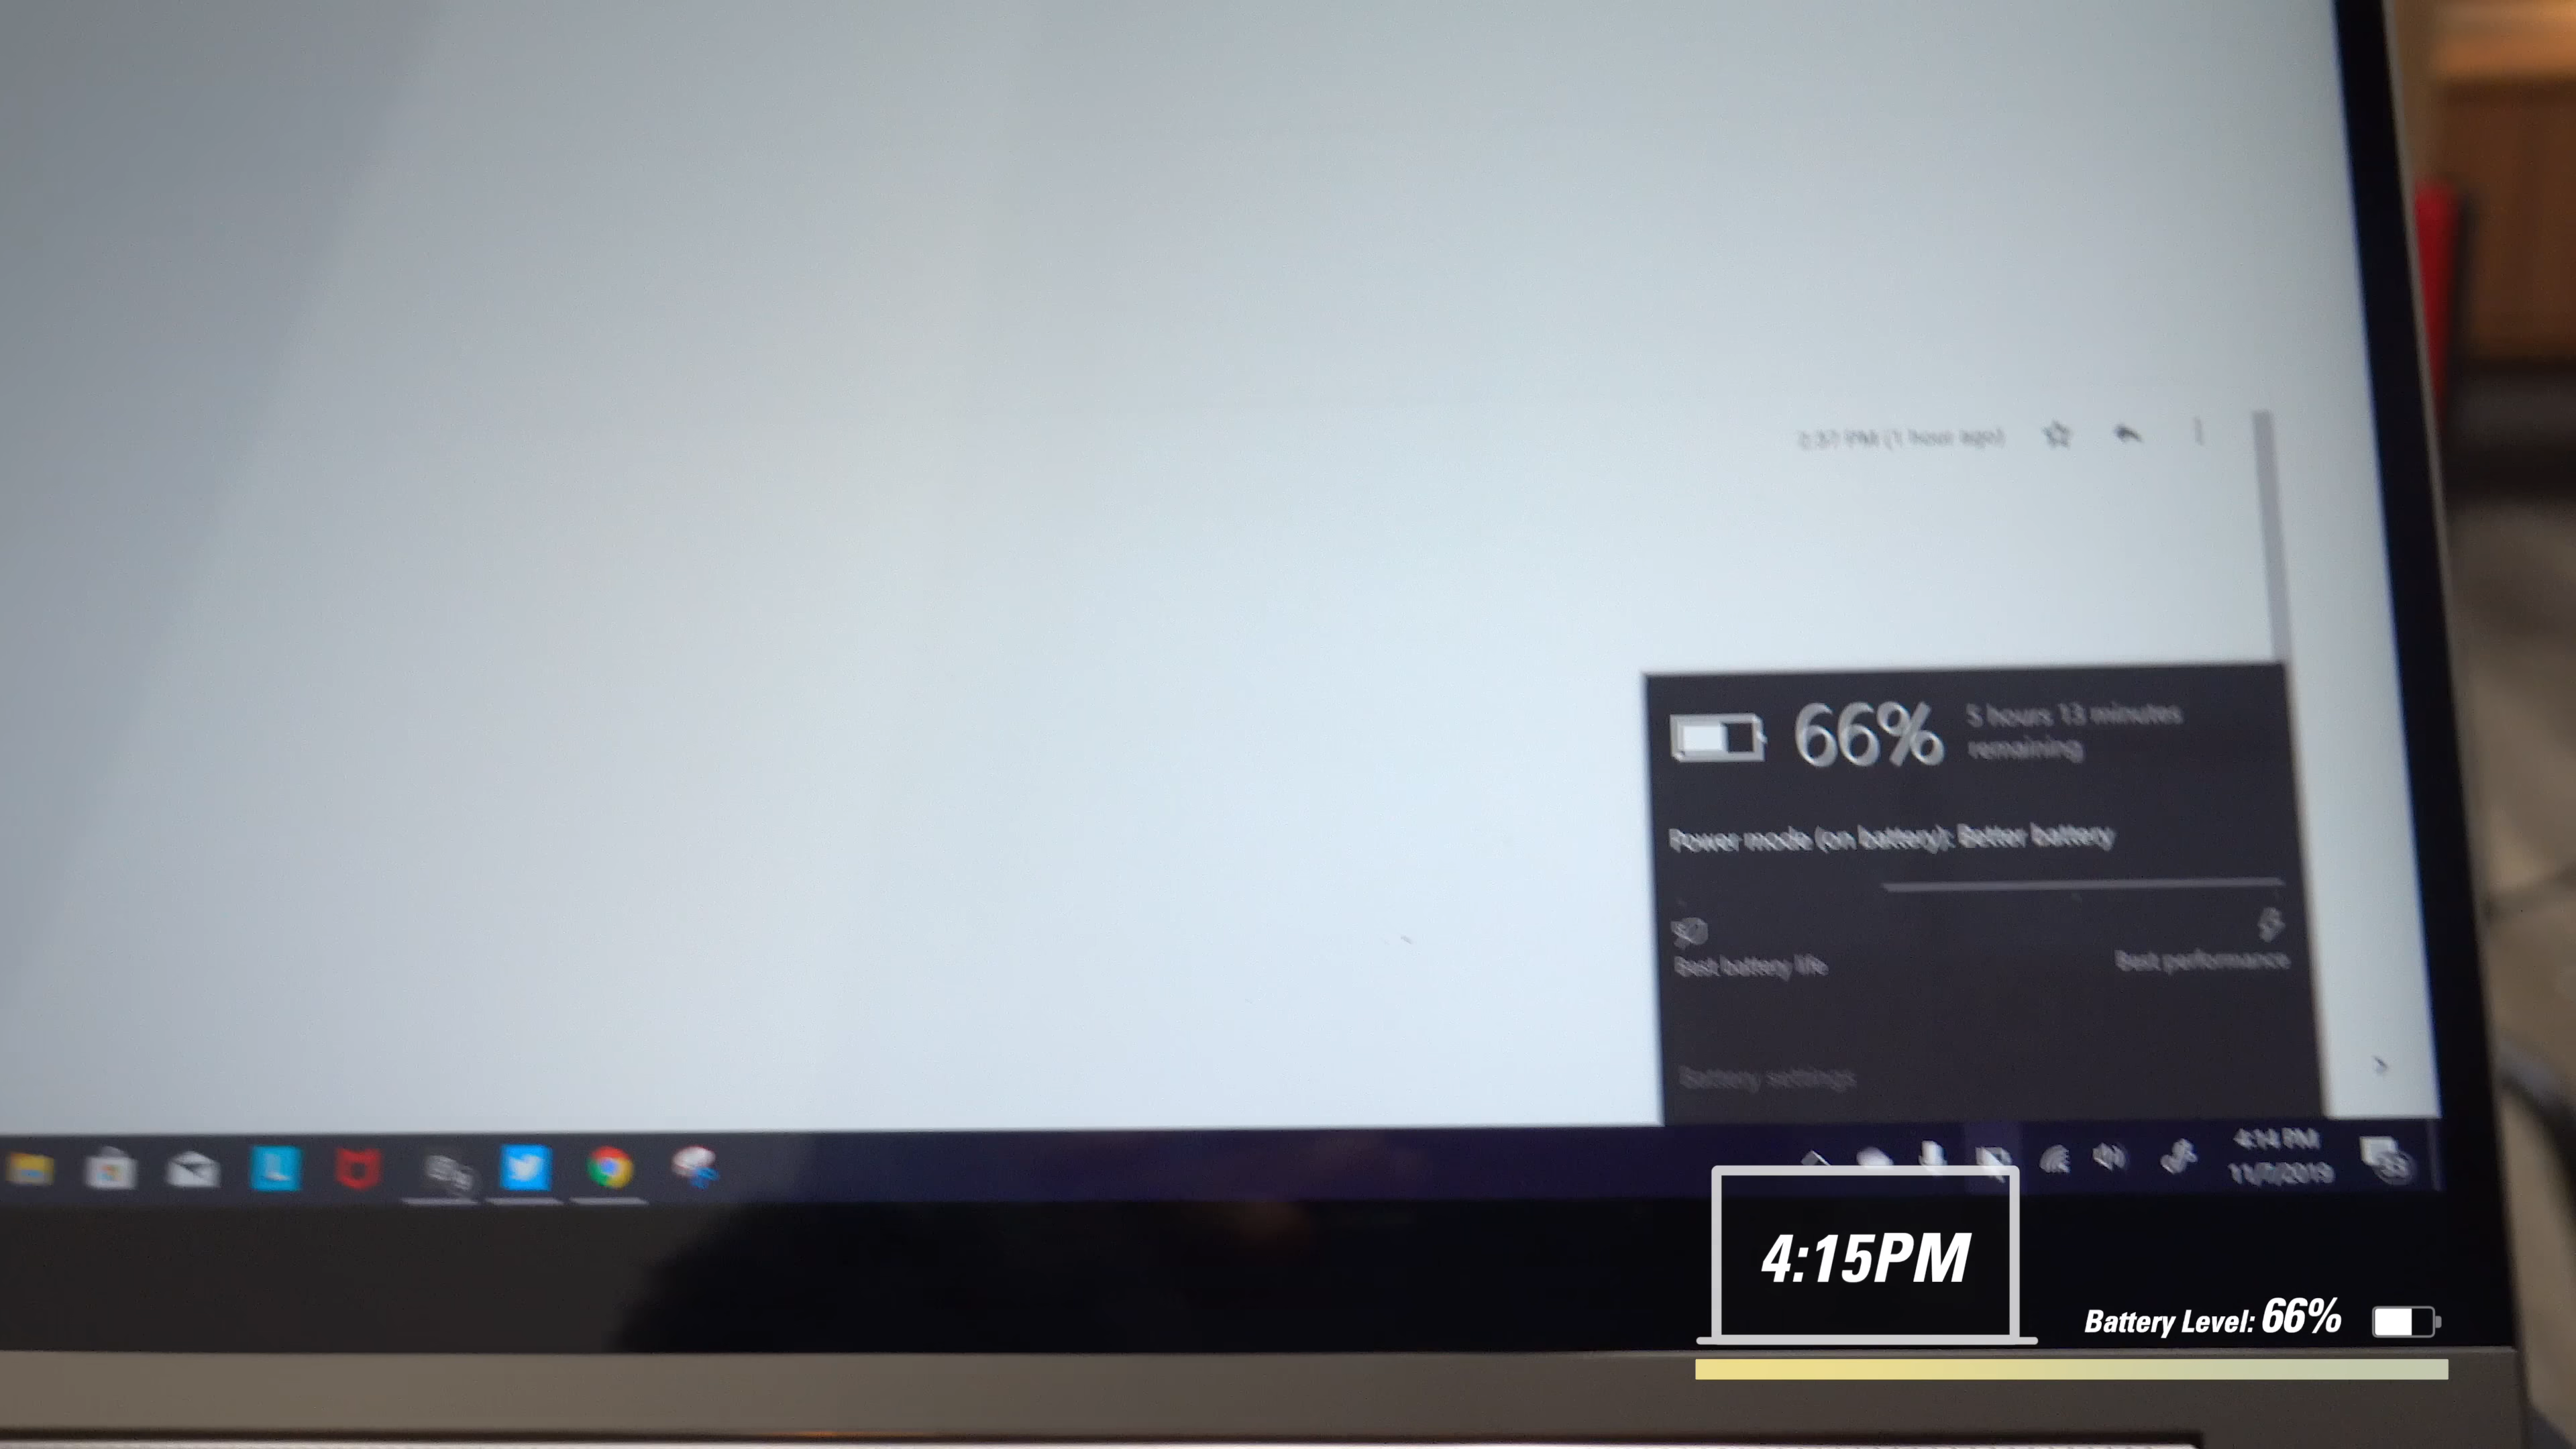 2:37 PM (1 hour ago)
66%
5 hours 13 minutes
remaining
Power mode (on battery): Better battery
Best battery life
Best performance
Battery settings
4:14 PM
11/7/2019
4:15PM
Battery Level: 66%